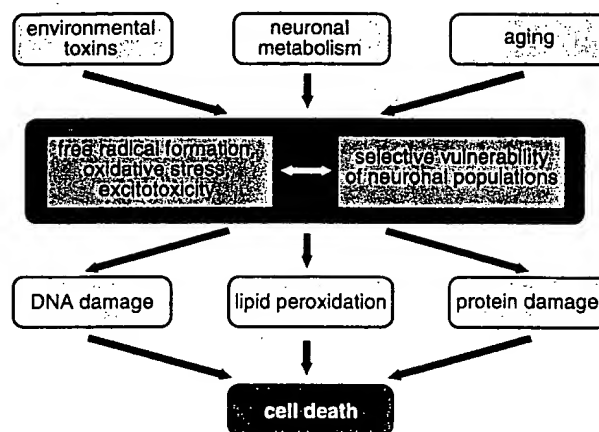 environmental
toxins
neuronal
metabolism
aging
free radical formation,
oxidative stress,
excitotoxicity
selective vulnerability
of neuronal populations
DNA damage
lipid peroxidation
protein damage
cell death